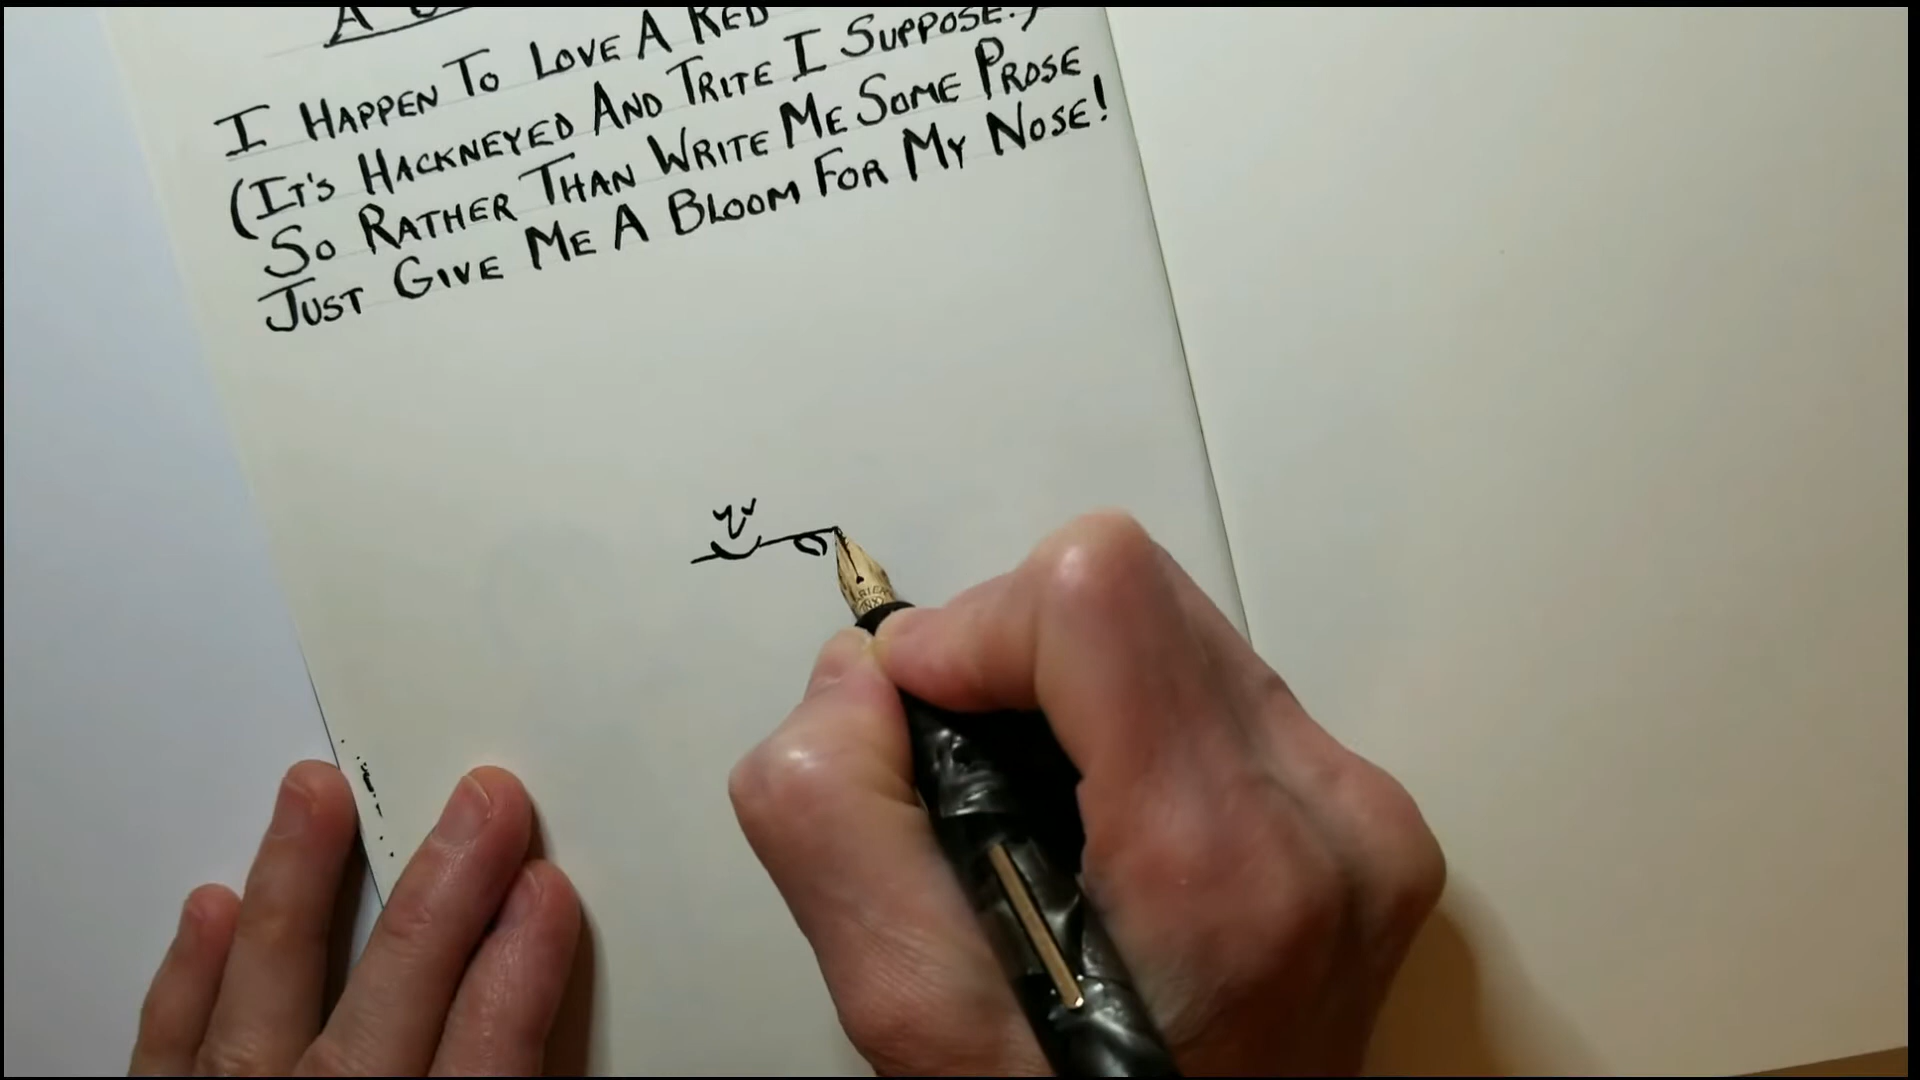 I HAPPEN TO LOVE A RED
(IT'S HACKNEYED AND TRITE I SUPPOSE.)
SO RATHER THAN WRITE ME SOME PROSE
JUST GIVE ME A BLOOM FOR MY NOSE!